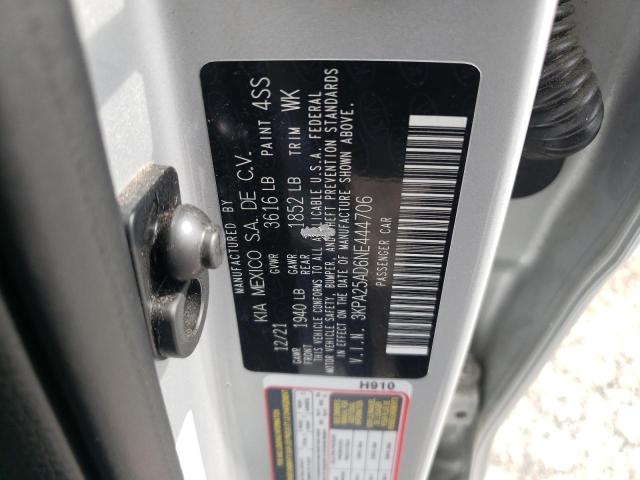 MANUFACTURED BY
KIA MEXICO S.A. DE C.V.
12/21 GVWR 3616 LB PAINT 4SS
GAWR FRONT 1940 LB GAWR REAR 1852 LB TRIM WK
THIS VEHICLE CONFORMS TO ALL APPLICABLE U.S.A. FEDERAL
MOTOR VEHICLE SAFETY, BUMPER, AND THEFT PREVENTION STANDARDS
IN EFFECT ON THE DATE OF MANUFACTURE SHOWN ABOVE.
V.I.N. 3KPA25AD6NE444706
PASSENGER CAR
H910